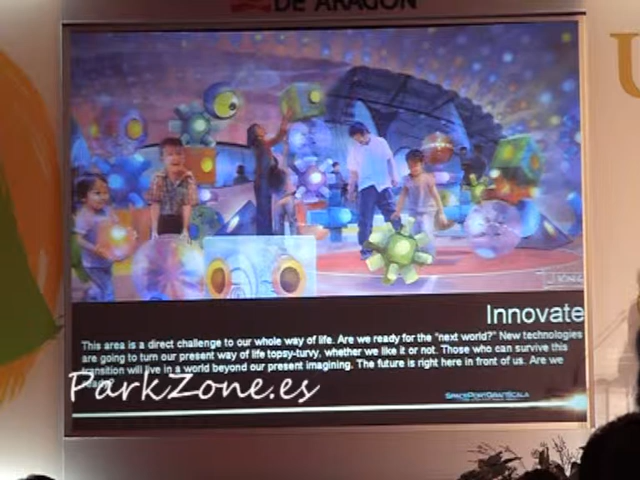 DE ARAGON
Innovate
This area is a direct challenge to our whole way of life. Are we ready for the "next world?" New technologies
are going to turn our present way of life topsy-turvy, whether we like it or not. Those who can survive this
transition will live in a world beyond our present imagining. The future is right here in front of us. Are we
ParkZone.es